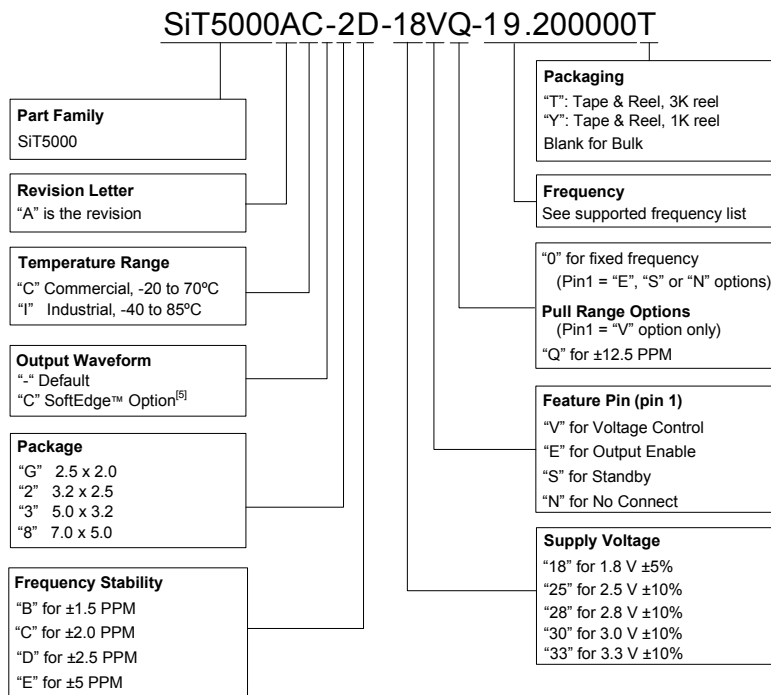 SiT5000AC-2D-18VQ-19.200000T
Part Family
SiT5000
Revision Letter
“A” is the revision
Temperature Range
“C” Commercial, -20 to 70ºC
“I” Industrial, -40 to 85ºC
Output Waveform
“-“ Default
“C” SoftEdge™ Option[5]
Package
“G” 2.5 x 2.0
“2” 3.2 x 2.5
“3” 5.0 x 3.2
“8” 7.0 x 5.0
Frequency Stability
“B” for ±1.5 PPM
“C” for ±2.0 PPM
“D” for ±2.5 PPM
“E” for ±5 PPM
Packaging
“T”: Tape & Reel, 3K reel
“Y”: Tape & Reel, 1K reel
Blank for Bulk
Frequency
See supported frequency list
“0” for fixed frequency
(Pin1 = “E”, “S” or “N” options)
Pull Range Options
(Pin1 = “V” option only)
“Q” for ±12.5 PPM
Feature Pin (pin 1)
“V” for Voltage Control
“E” for Output Enable
“S” for Standby
“N” for No Connect
Supply Voltage
“18” for 1.8 V ±5%
“25” for 2.5 V ±10%
“28” for 2.8 V ±10%
“30” for 3.0 V ±10%
“33” for 3.3 V ±10%